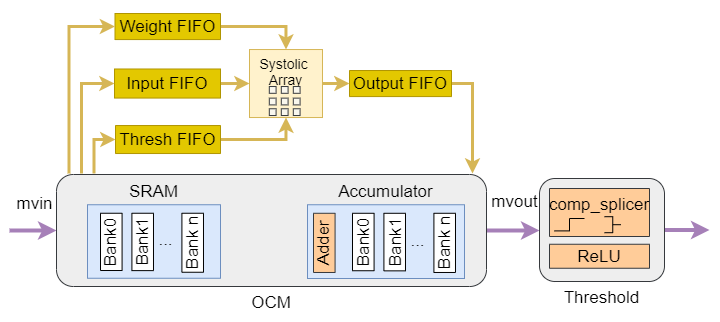 Weight FIFO
Input FIFO
Thresh FIFO
Systolic
Array
Output FIFO
mvin
SRAM
Bank0
Bank1
...
Bank n
Accumulator
Adder
Bank0
Bank1
...
Bank n
OCM
mvout
comp_splicer
ReLU
Threshold